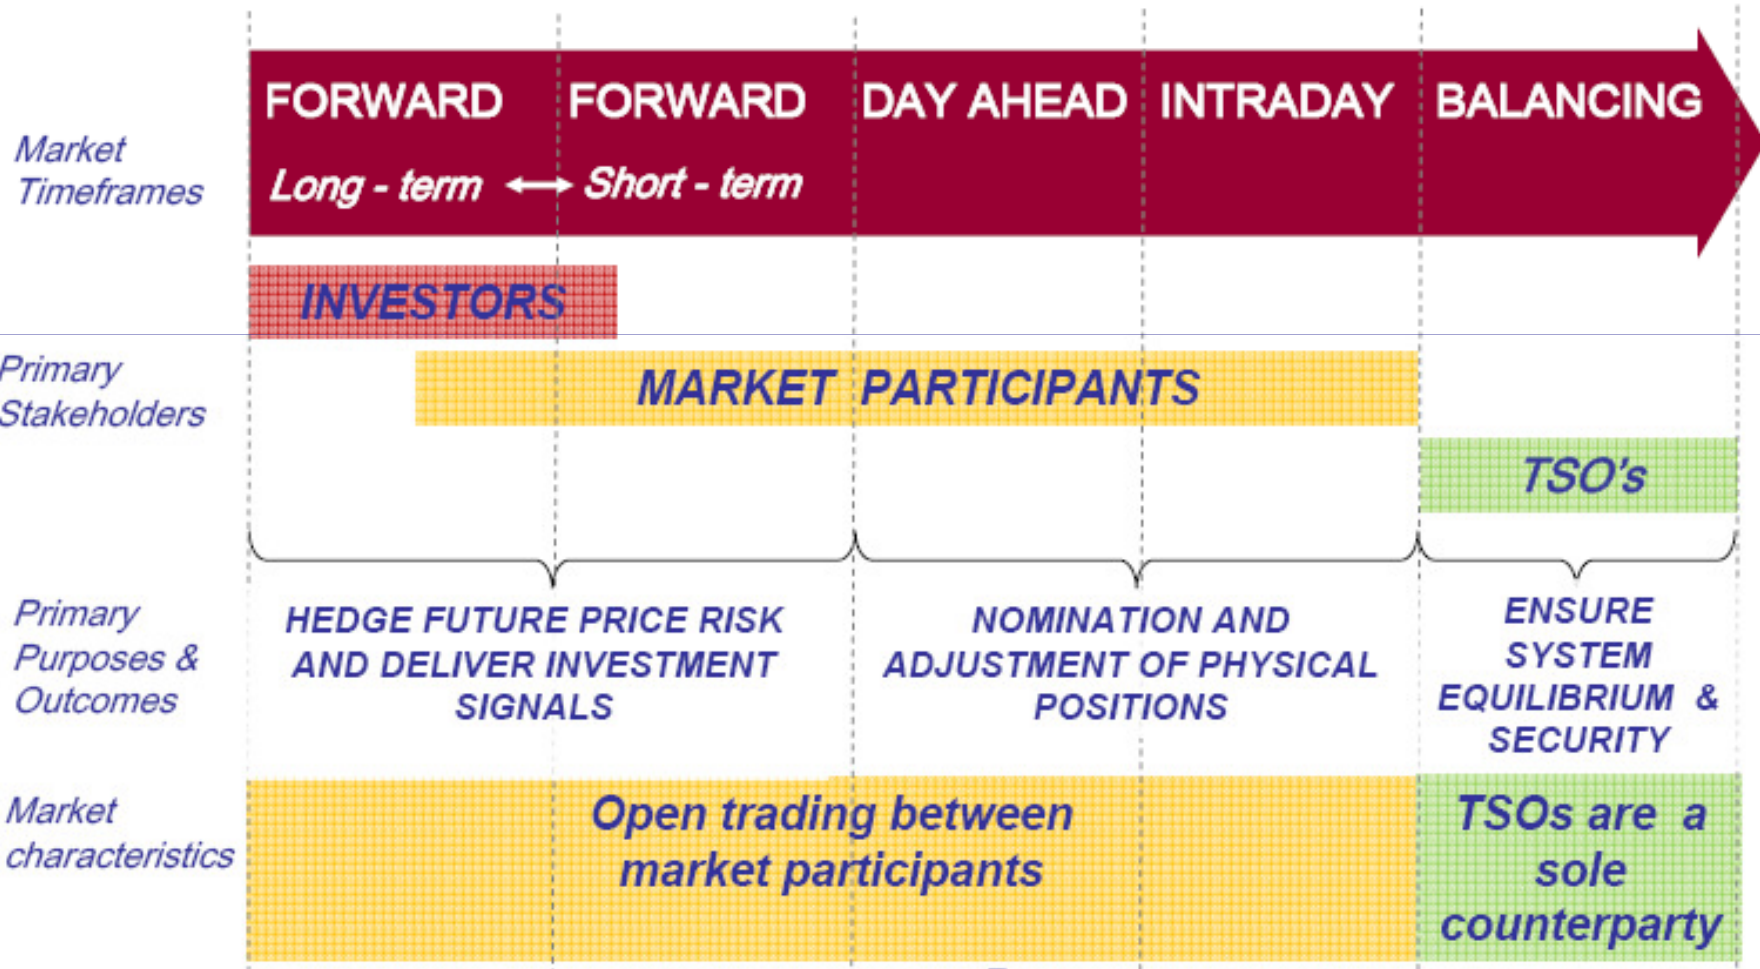 FORWARD FORWARD DAY AHEAD INTRADAY BALANCING
Market
Timeframes
Long - term Short - term
INVESTORS
Primary
Stakeholders
MARKET PARTICIPANTS
TSO's
Primary
Purposes &
Outcomes
HEDGE FUTURE PRICE RISK
AND DELIVER INVESTMENT
SIGNALS
NOMINATION AND
ADJUSTMENT OF PHYSICAL
POSITIONS
ENSURE
SYSTEM
EQUILIBRIUM &
SECURITY
Market
characteristics
Open trading between
market participants
TSOs are a
sole
counterparty